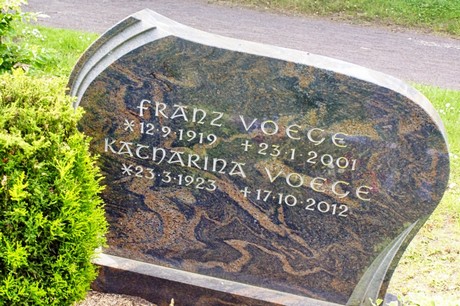 FRANZ VOEGE
*12.9.1919 +23.1.2001
KATHARINA VOEGE
*23.3.1923 +17.10.2012